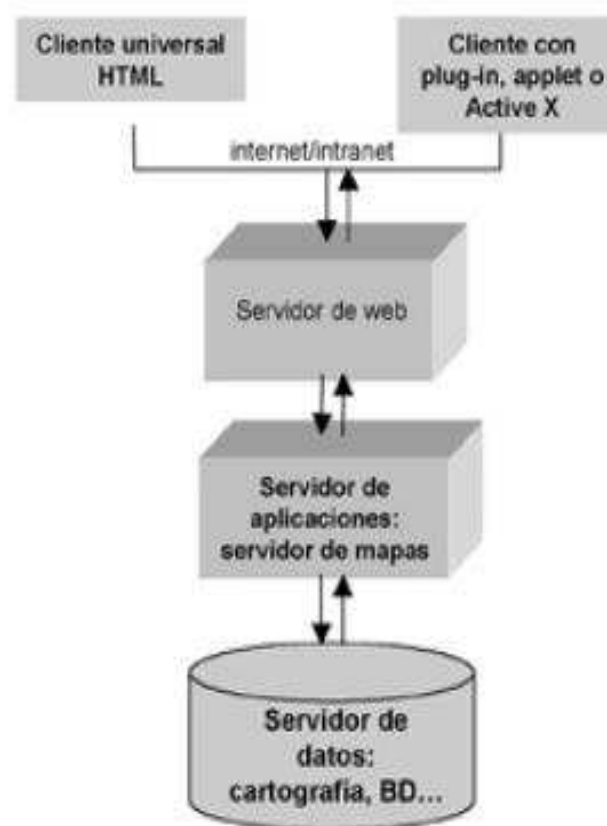 Cliente universal
HTML
Cliente con
plug-in, applet o
Active X
internet/intranet
Servidor de web
Servidor de
aplicaciones:
servidor de mapas
Servidor de
datos:
cartografía, BD...